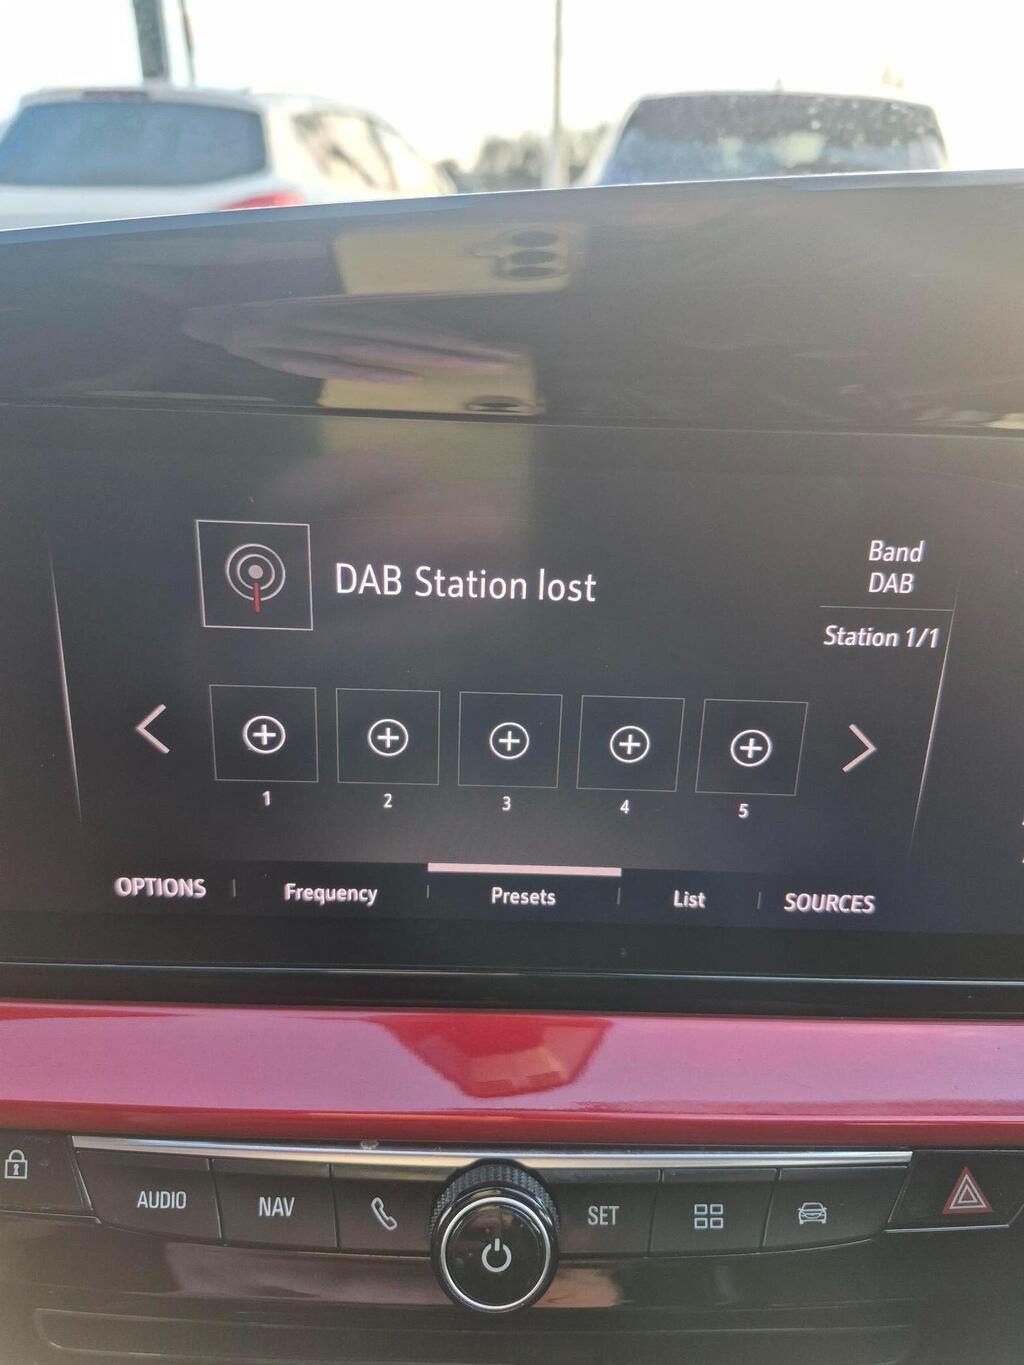 DAB Station lost
Band
DAB
Station 1/1
1
2
3
4
5
OPTIONS
Frequency
Presets
List
SOURCES
AUDIO
NAV
SET